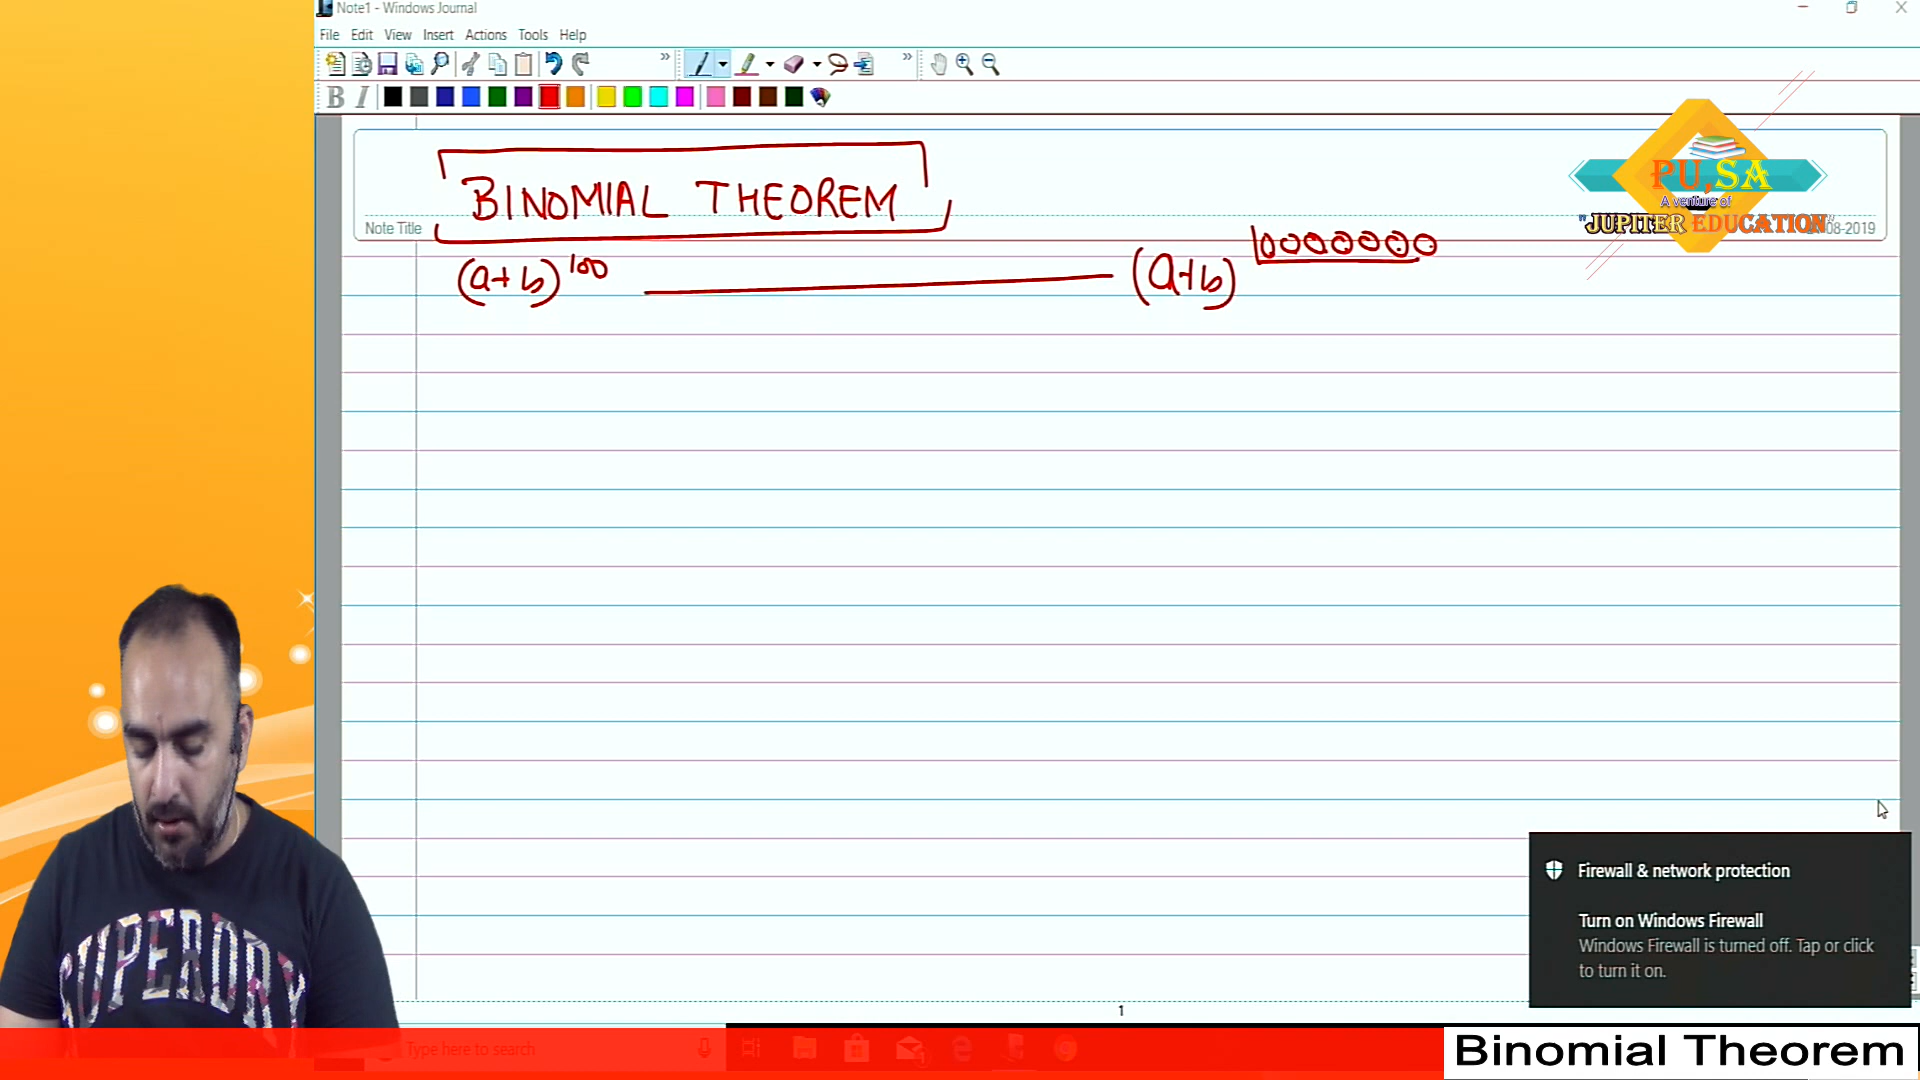 Note1 - Windows Journal
File Edit View Insert Actions Tools Help
B I
BINOMIAL THEOREM
Note Title
PU,SA
A venture of
"JUPITER EDUCATION"
08-2019
(a+b)^100 (a+b)^10000000
Firewall & network protection
Turn on Windows Firewall
Windows Firewall is turned off. Tap or click
to turn it on.
SUPERDRY
1
Type here to search
Binomial Theorem